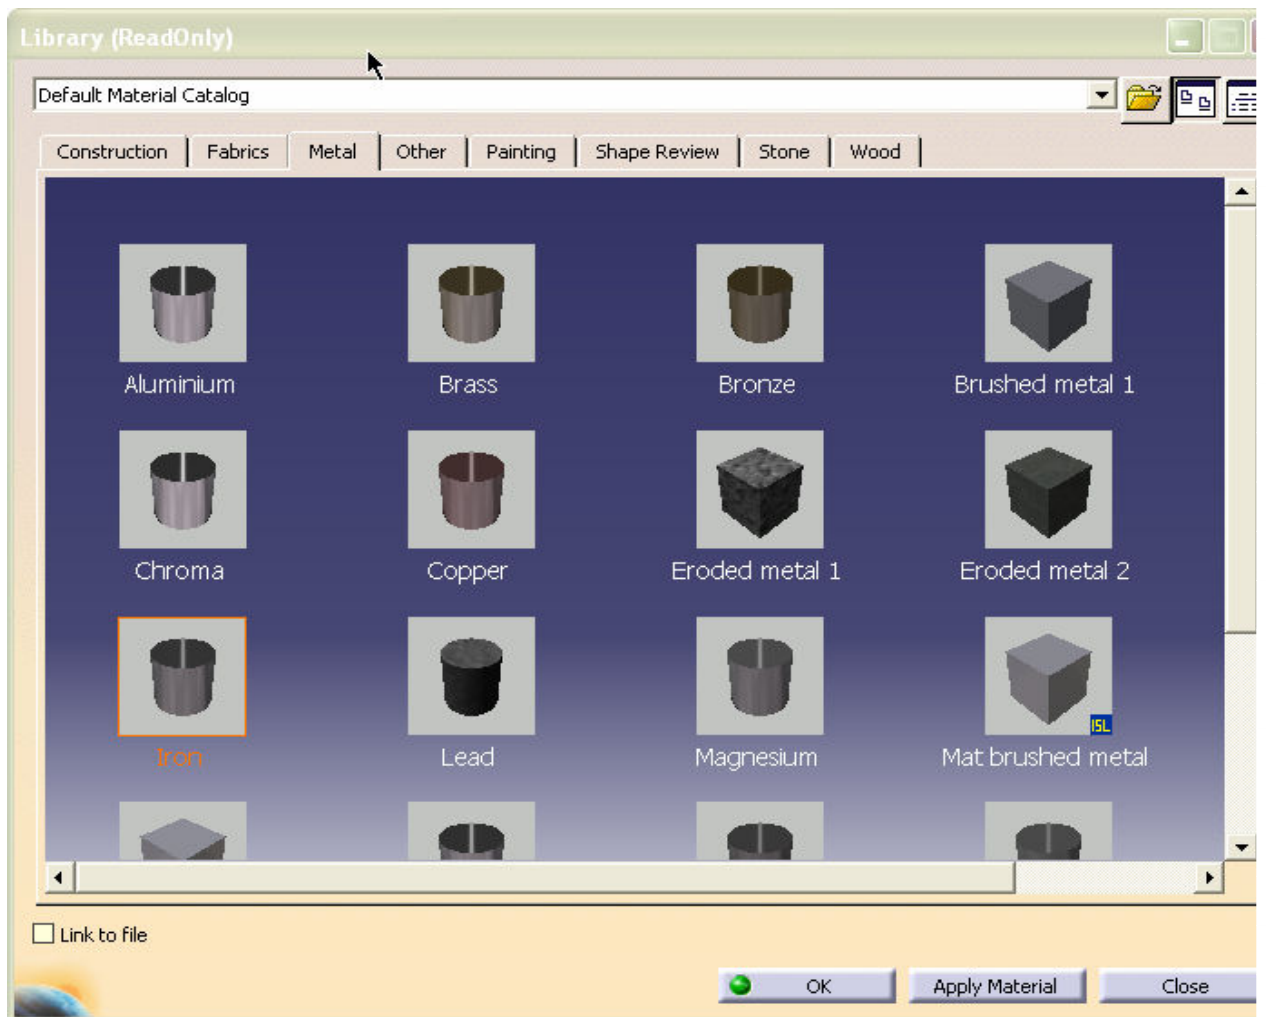 Library (ReadOnly)
Default Material Catalog
Construction Fabrics Metal Other Painting Shape Review Stone Wood
Aluminium Brass Bronze Brushed metal 1
Chroma Copper Eroded metal 1 Eroded metal 2
ISL
Iron Lead Magnesium Mat brushed metal
Link to file
OK Apply Material Close